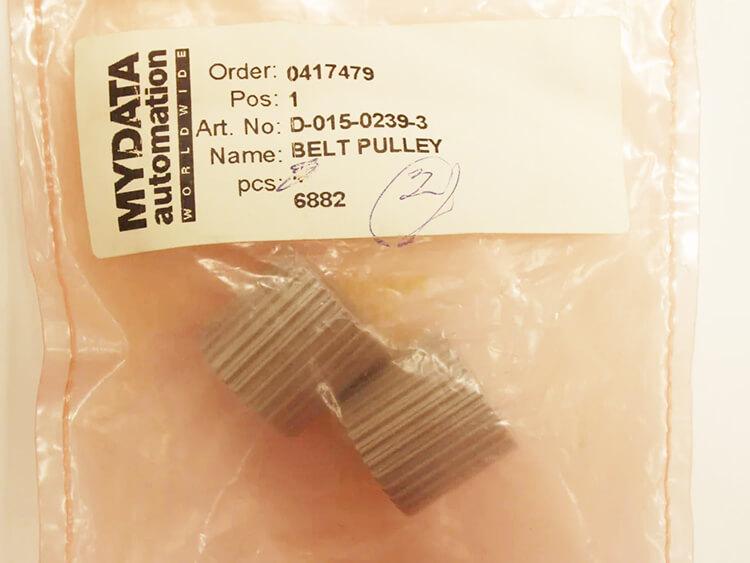 MYDATA
automation
WORLDWIDE
Order: 0417479
Pos: 1
Art. No: D-015-0239-3
Name: BELT PULLEY
pcs:
6882
2